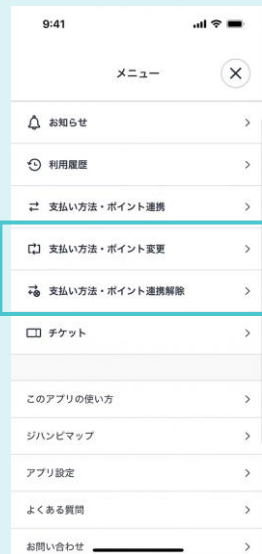 9:41
メニュー
お知らせ
利用履歴
支払い方法・ポイント連携
支払い方法・ポイント変更
支払い方法・ポイント連携解除
チケット
このアプリの使い方
ジハンピマップ
アプリ設定
よくある質問
お問い合わせ